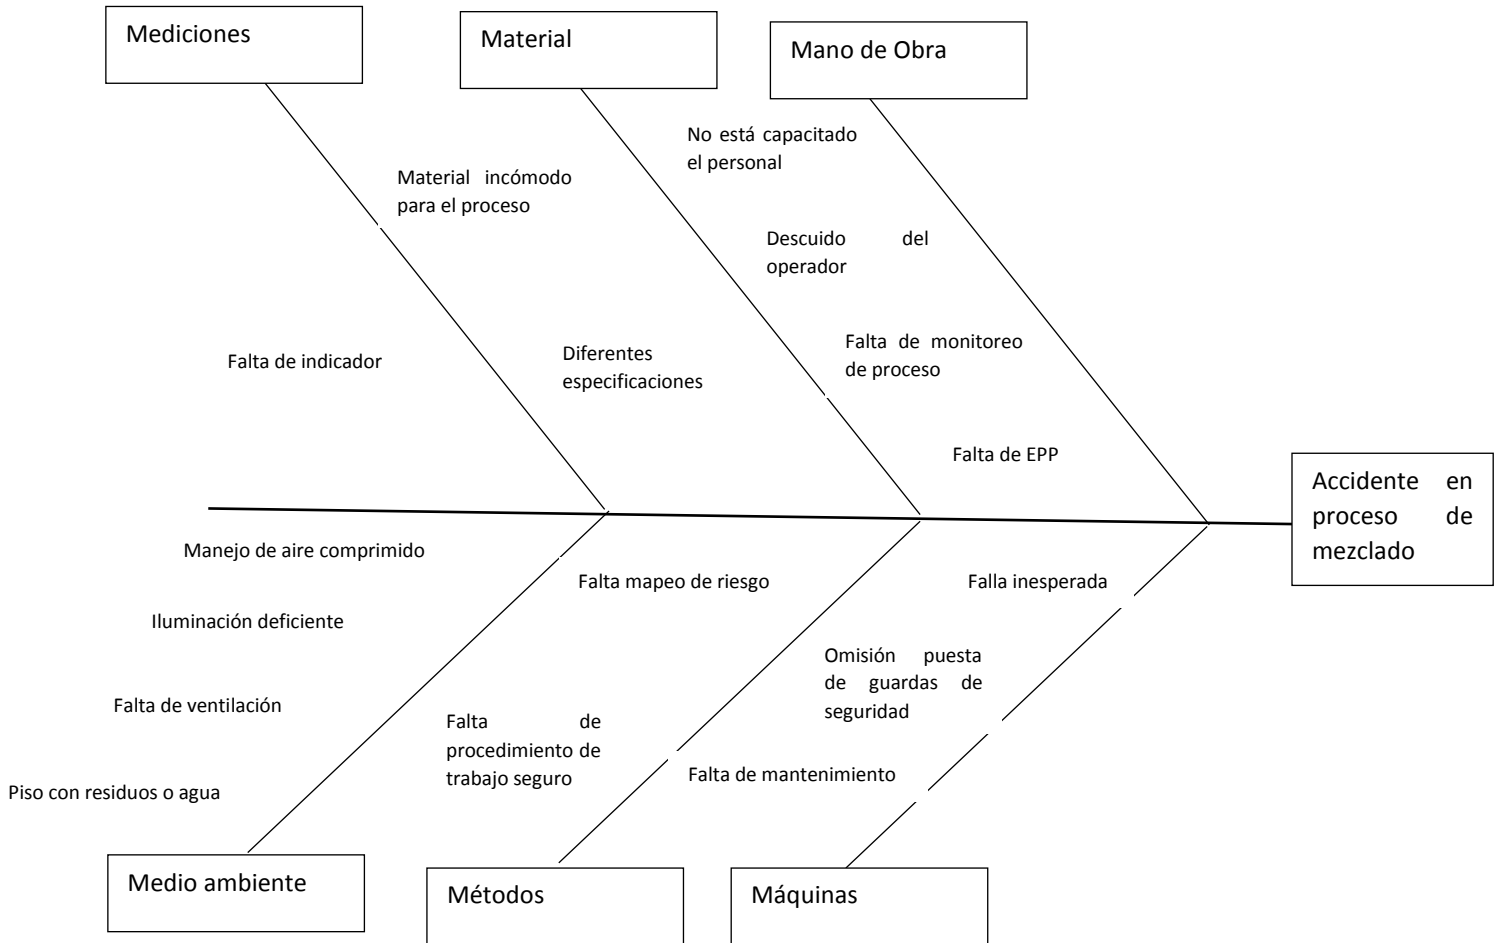 Mediciones
Material
Mano de Obra
No está capacitado
el personal
Material incómodo
para el proceso
Descuido del
operador
Falta de monitoreo
de proceso
Falta de indicador
Diferentes
especificaciones
Falta de EPP
Accidente en
proceso de
mezclado
Manejo de aire comprimido
Falta mapeo de riesgo
Falla inesperada
Iluminación deficiente
Omisión puesta
de guardas de
seguridad
Falta de ventilación
Falta de
procedimiento de
trabajo seguro
Falta de mantenimiento
Piso con residuos o agua
Medio ambiente
Métodos
Máquinas